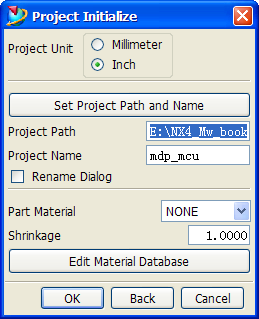 Project Initialize
Project Unit
Millimeter
Inch
Set Project Path and Name
Project Path E:\NX4_Mw_book
Project Name mdp_mcu
Rename Dialog
Part Material NONE
Shrinkage 1.0000
Edit Material Database
OK Back Cancel